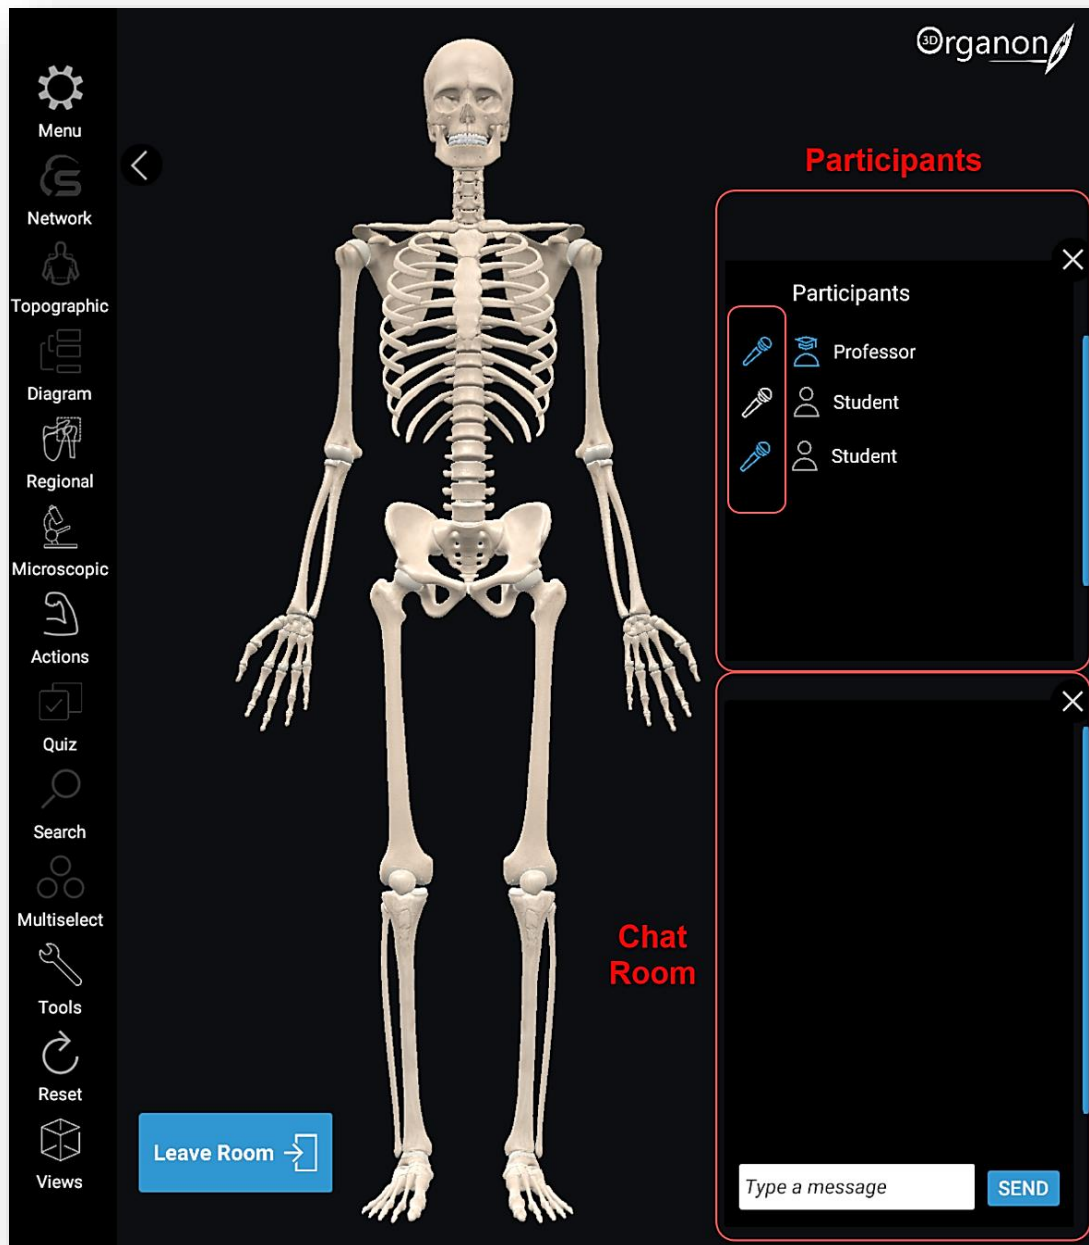 3D Organon
Menu
Network
Topographic
Diagram
Regional
Microscopic
Actions
Quiz
Search
Multiselect
Tools
Reset
Views
Participants
Participants
Professor
Student
Student
Chat
Room
Leave Room
Type a message
SEND